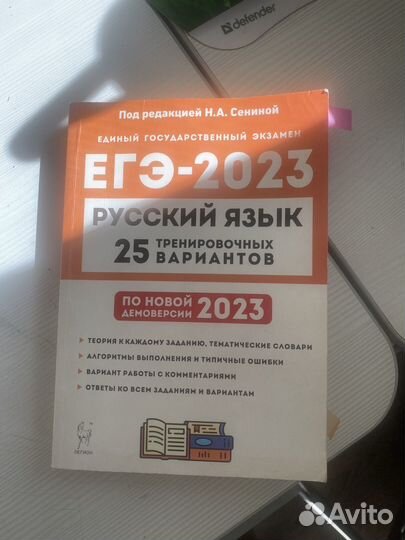 defender
Под редакцией Н.А. Сениной
ЕДИНЫЙ ГОСУДАРСТВЕННЫЙ ЭКЗАМЕН
ЕГЭ-2023
РУССКИЙ ЯЗЫК
25 ТРЕНИРОВОЧНЫХ
ВАРИАНТОВ
ПО НОВОЙ
ДЕМОВЕРСИИ 2023
ТЕОРИЯ К КАЖДОМУ ЗАДАНИЮ, ТЕМАТИЧЕСКИЕ СЛОВАРИ
АЛГОРИТМЫ ВЫПОЛНЕНИЯ И ТИПИЧНЫЕ ОШИБКИ
ВАРИАНТ РАБОТЫ С КОММЕНТАРИЯМИ
ОТВЕТЫ КО ВСЕМ ЗАДАНИЯМ И ВАРИАНТАМ
ЛЕГИОН
Avito